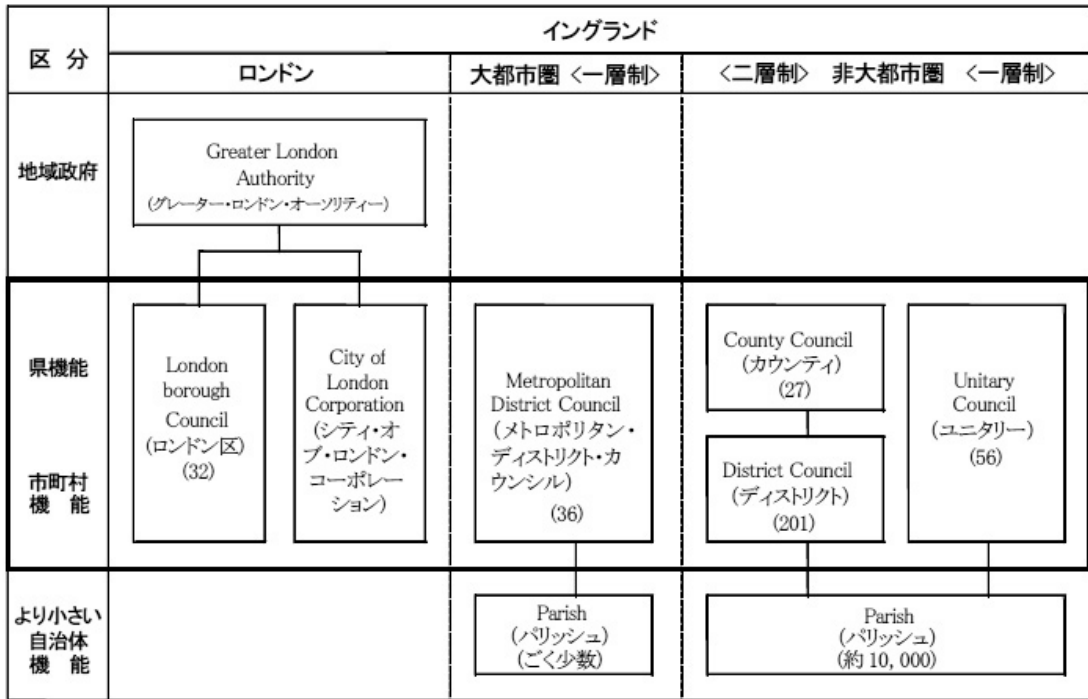 区 分
イングランド
ロンドン
大都市圏 <一層制>
<二層制> 非大都市圏 <一層制>
地域政府
Greater London
Authority
(グレーター・ロンドン・オーソリティー)
県機能
市町村
機 能
London
borough
Council
(ロンドン区)
(32)
City of
London
Corporation
(シティ・オ
ブ・ロンドン・
コーポレー
ション)
Metropolitan
District Council
(メトロポリタン・
ディストリクト・カ
ウンシル)
(36)
County Council
(カウンティ)
(27)
District Council
(ディストリクト)
(201)
Unitary
Council
(ユニタリー)
(56)
より小さい
自治体
機 能
Parish
(パリッシュ)
(ごく少数)
Parish
(パリッシュ)
(約10,000)